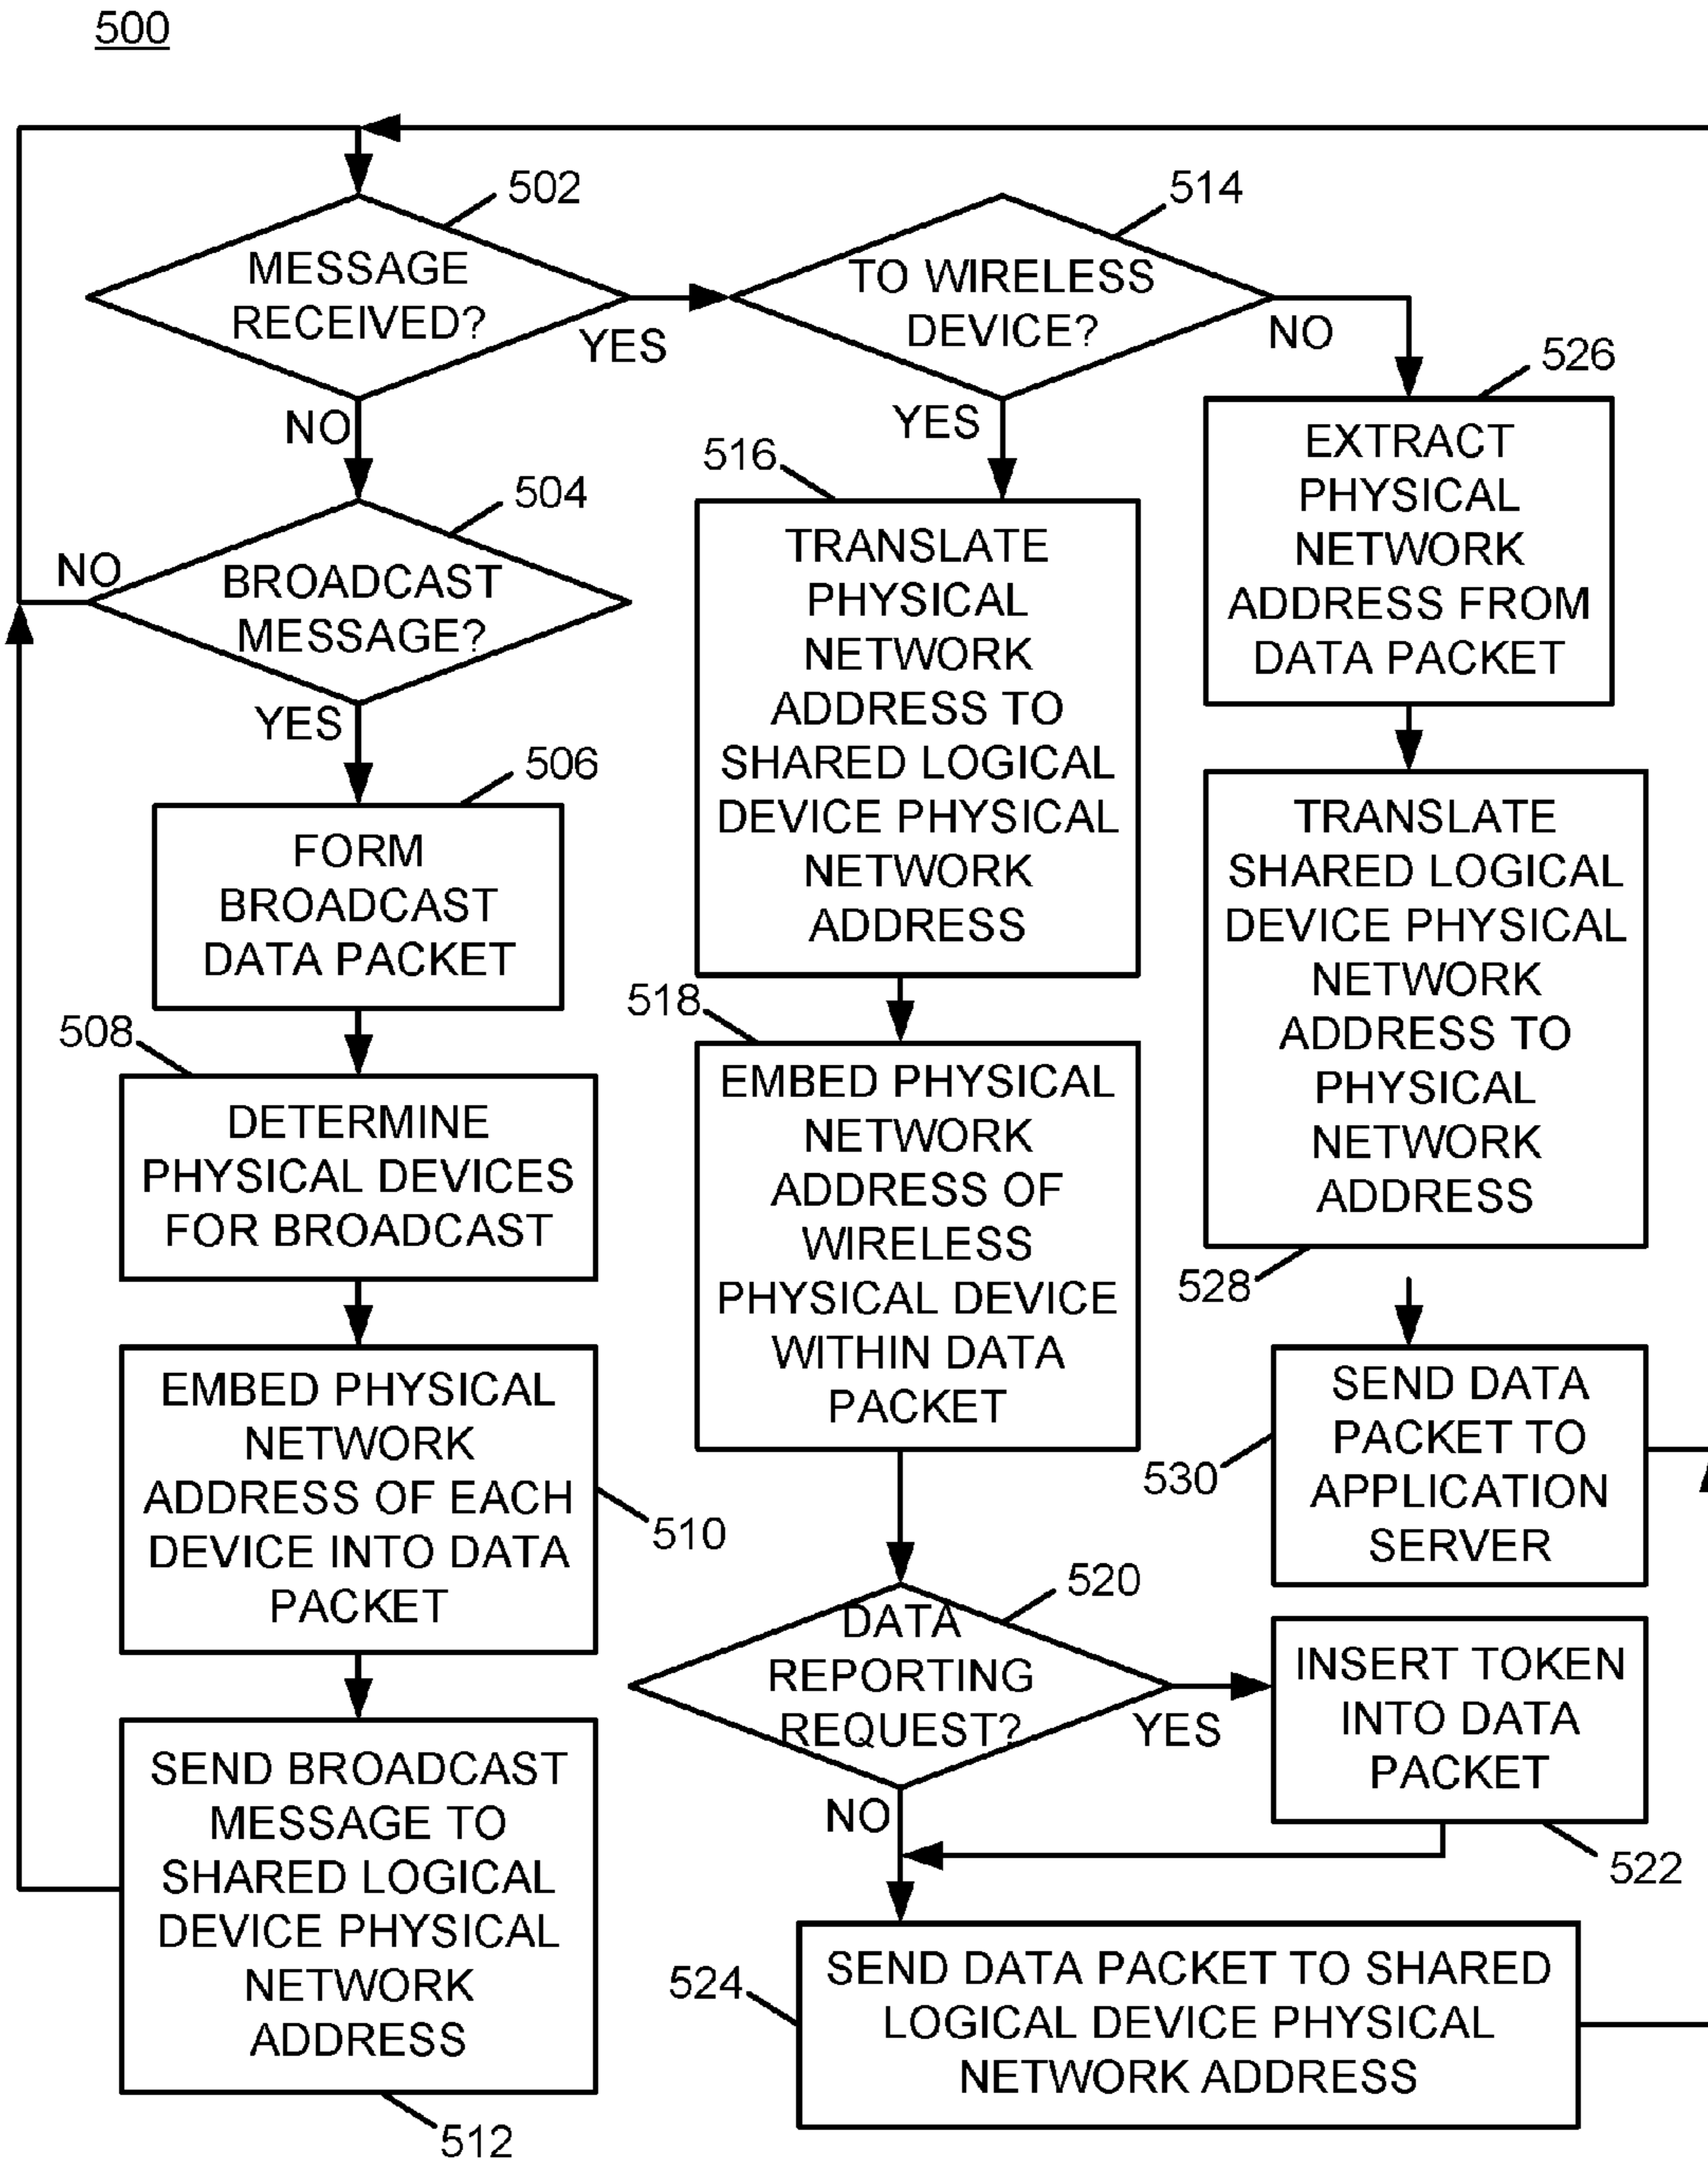 500
502
MESSAGE
RECEIVED?
YES
NO
504
BROADCAST
MESSAGE?
NO
YES
506
FORM
BROADCAST
DATA PACKET
508
DETERMINE
PHYSICAL DEVICES
FOR BROADCAST
EMBED PHYSICAL
NETWORK
ADDRESS OF EACH
DEVICE INTO DATA
PACKET
510
SEND BROADCAST
MESSAGE TO
SHARED LOGICAL
DEVICE PHYSICAL
NETWORK
ADDRESS
512
514
TO WIRELESS
DEVICE?
NO
YES
516
TRANSLATE
PHYSICAL
NETWORK
ADDRESS TO
SHARED LOGICAL
DEVICE PHYSICAL
NETWORK
ADDRESS
518
EMBED PHYSICAL
NETWORK
ADDRESS OF
WIRELESS
PHYSICAL DEVICE
WITHIN DATA
PACKET
520
DATA
REPORTING
REQUEST?
YES
NO
INSERT TOKEN
INTO DATA
PACKET
522
524
SEND DATA PACKET TO SHARED
LOGICAL DEVICE PHYSICAL
NETWORK ADDRESS
526
EXTRACT
PHYSICAL
NETWORK
ADDRESS FROM
DATA PACKET
TRANSLATE
SHARED LOGICAL
DEVICE PHYSICAL
NETWORK
ADDRESS TO
PHYSICAL
NETWORK
ADDRESS
528
SEND DATA
PACKET TO
APPLICATION
SERVER
530